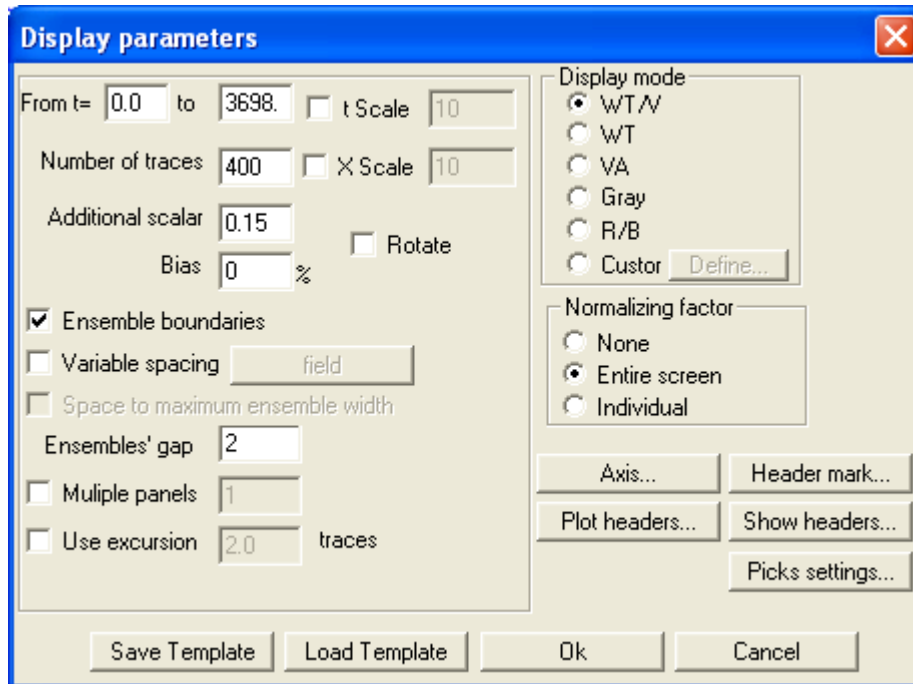 Display parameters
From t= 0.0 to 3698. t Scale 10
Number of traces 400 X Scale 10
Additional scalar 0.15
Rotate
Bias 0 %
Ensemble boundaries
Variable spacing field
Space to maximum ensemble width
Ensembles' gap 2
Muliple panels 1
Use excursion 2.0 traces
Display mode
WT/V
WT
VA
Gray
R/B
Custor Define...
Normalizing factor
None
Entire screen
Individual
Axis... Header mark...
Plot headers... Show headers...
Picks settings...
Save Template Load Template Ok Cancel